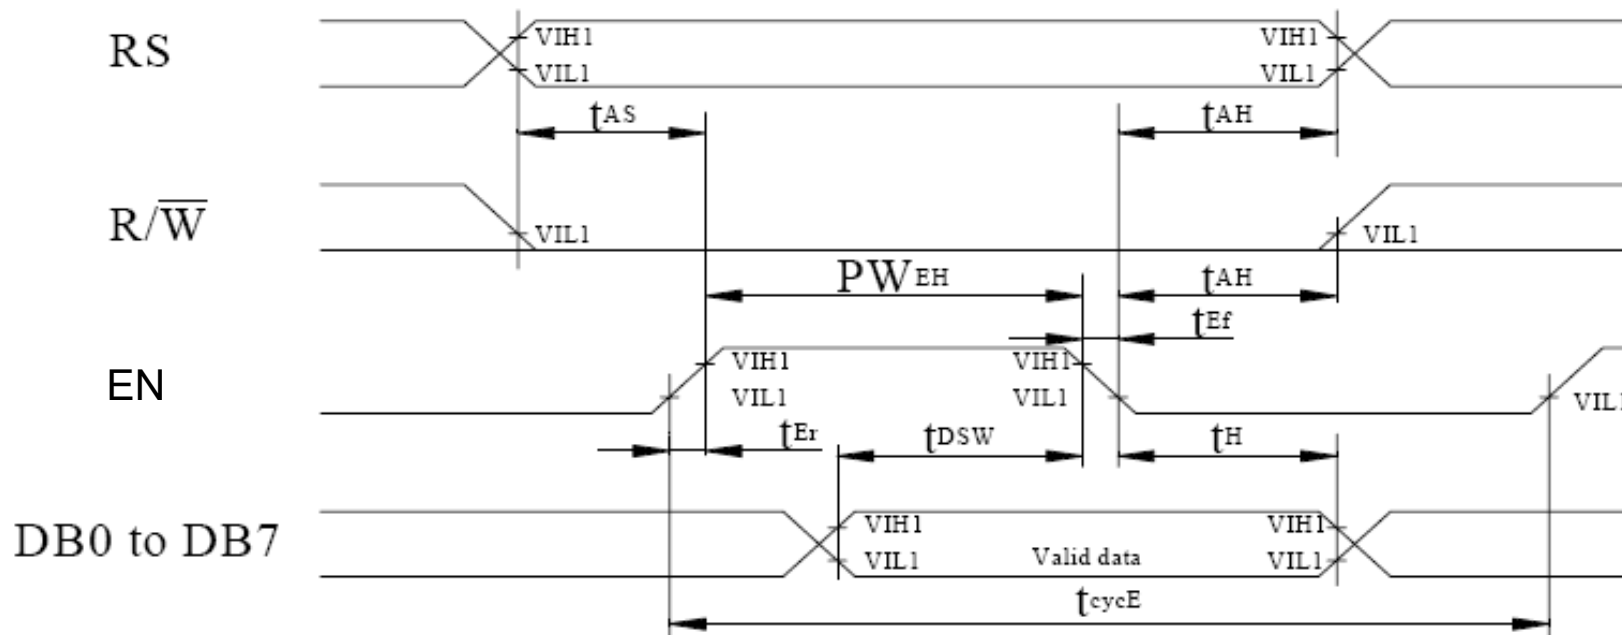 RS
VIH1
VIH1
VIL1
VIL1
tAS
tAH
R/W̅
VIL1
VIL1
PWEH
tAH
tEf
EN
VIH1
VIH1
VIL1
VIL1
VIL1
tEr
tDSW
tH
DB0 to DB7
VIH1
VIH1
VIL1
Valid data
VIL1
tcycE